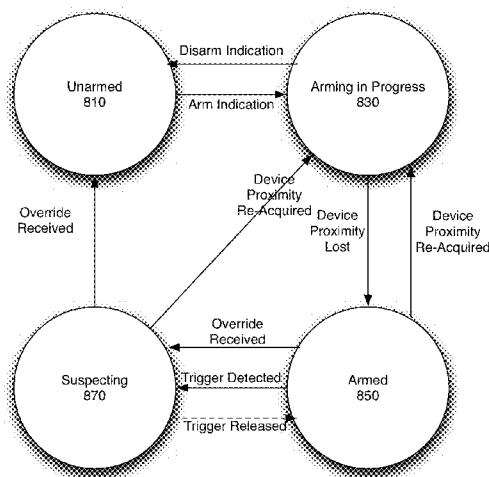 Disarm Indication
Unarmed
810
Arming in Progress
830
Arm Indication
Device
Proximity
Re-Acquired
Override
Received
Device
Proximity
Lost
Device
Proximity
Re-Acquired
Override
Received
Suspecting
870
Trigger Detected
Armed
850
Trigger Released